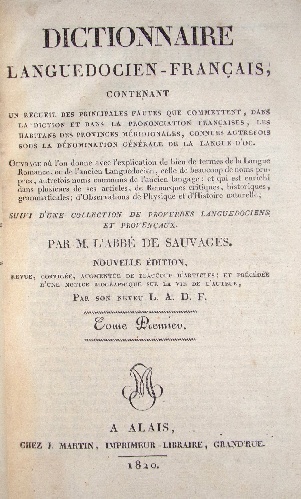 DICTIONNAIRE
LANGUEDOCIEN-FRANÇAIS,
CONTENANT
UN RECUEIL DES PRINCIPALES FAUTES QUE COMMETTENT, DANS
LA DICTION ET DANS LA PRONONCIATION FRANÇAISES, LES
HABITANS DES PROVINCES MÉRIDIONALES, CONNUES AUTREFOIS
SOUS LA DÉNOMINATION GÉNÉRALE DE LA LANGUE D'OC.
OUVRAGE où l'on donne avec l'explication de bien de termes de la Langue
Romane, ou de l'ancien Languedocien, celle de beaucoup de noms pro-
pres, autrefois noms communs de l'ancien langage; et qui est enrichi
dans plusieurs de ses articles, de Remarques critiques, historiques,
grammaticales; d'Observations de Physique et d'Histoire naturelle,
SUIVI D'UNE COLLECTION DE PROVERBES LANGUEDOCIENS
ET PROVENÇAUX.
PAR M. L'ABBÉ DE SAUVAGES.
NOUVELLE ÉDITION,
REVUE, CORRIGÉE, AUGMENTÉE DE BEAUCOUP D'ARTICLES; ET PRÉCÉDÉE
D'UNE NOTICE BIOGRAPHIQUE SUR LA VIE DE L'AUTEUR,
PAR SON NEVEU L. A. D. F.
Tome Premier.
A ALAIS,
CHEZ J. MARTIN, IMPRIMEUR-LIBRAIRE, GRAND'RUE.
1820.